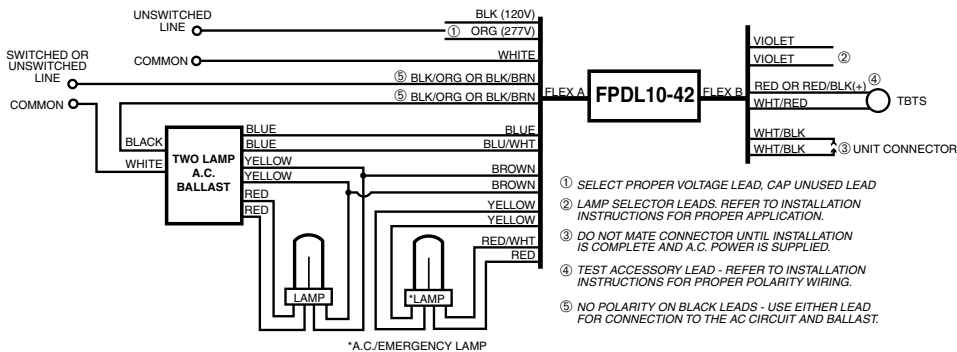 UNSWITCHED
LINE
BLK (120V)
① ORG (277V)
COMMON
WHITE
SWITCHED OR
UNSWITCHED
LINE
⑤ BLK/ORG OR BLK/BRN
COMMON
⑤ BLK/ORG OR BLK/BRN
FLEX A
FPDL10-42
FLEX B
VIOLET
VIOLET
②
RED OR RED/BLK(+)
④
WHT/RED
TBTS
WHT/BLK
WHT/BLK
③ UNIT CONNECTOR
BLACK
WHITE
TWO LAMP
A.C.
BALLAST
BLUE
BLUE
YELLOW
YELLOW
RED
RED
BLUE
BLU/WHT
BROWN
BROWN
YELLOW
YELLOW
RED/WHT
RED
LAMP
*LAMP
*A.C./EMERGENCY LAMP
① SELECT PROPER VOLTAGE LEAD, CAP UNUSED LEAD
② LAMP SELECTOR LEADS. REFER TO INSTALLATION
INSTRUCTIONS FOR PROPER APPLICATION.
③ DO NOT MATE CONNECTOR UNTIL INSTALLATION
IS COMPLETE AND A.C. POWER IS SUPPLIED.
④ TEST ACCESSORY LEAD - REFER TO INSTALLATION
INSTRUCTIONS FOR PROPER POLARITY WIRING.
⑤ NO POLARITY ON BLACK LEADS - USE EITHER LEAD
FOR CONNECTION TO THE AC CIRCUIT AND BALLAST.